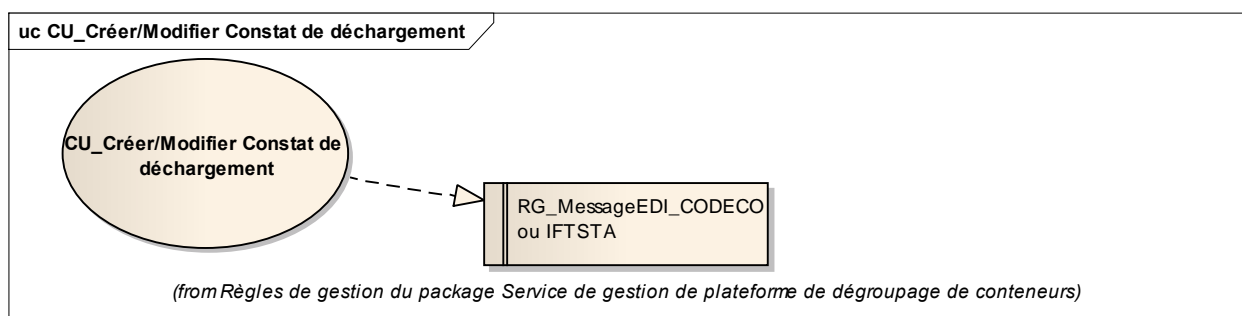 uc CU_Créer/Modifier Constat de déchargement
CU_Créer/Modifier Constat de
déchargement
RG_MessageEDI_CODECO
ou IFTSTA
(from Règles de gestion du package Service de gestion de plateforme de dégroupage de conteneurs)